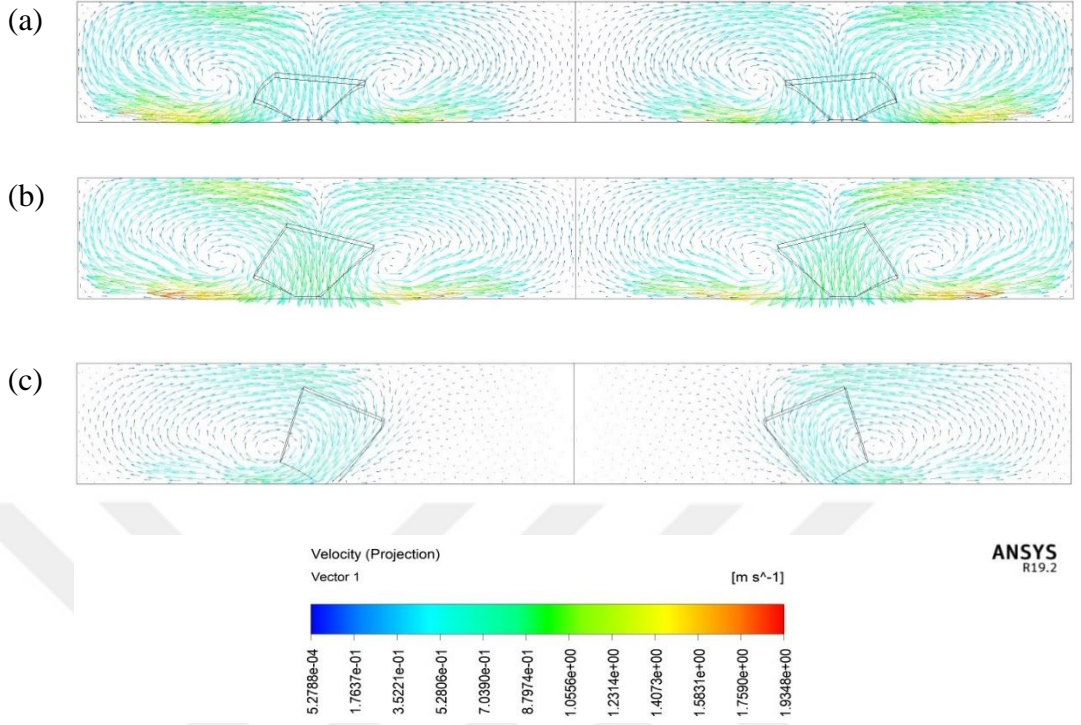 (a)
(b)
(c)
Velocity (Projection)
Vector 1
[m s^-1]
ANSYS
R19.2
5.2788e-04
1.7637e-01
3.5221e-01
5.2806e-01
7.0390e-01
8.7974e-01
1.0556e+00
1.2314e+00
1.4073e+00
1.5831e+00
1.7590e+00
1.9348e+00